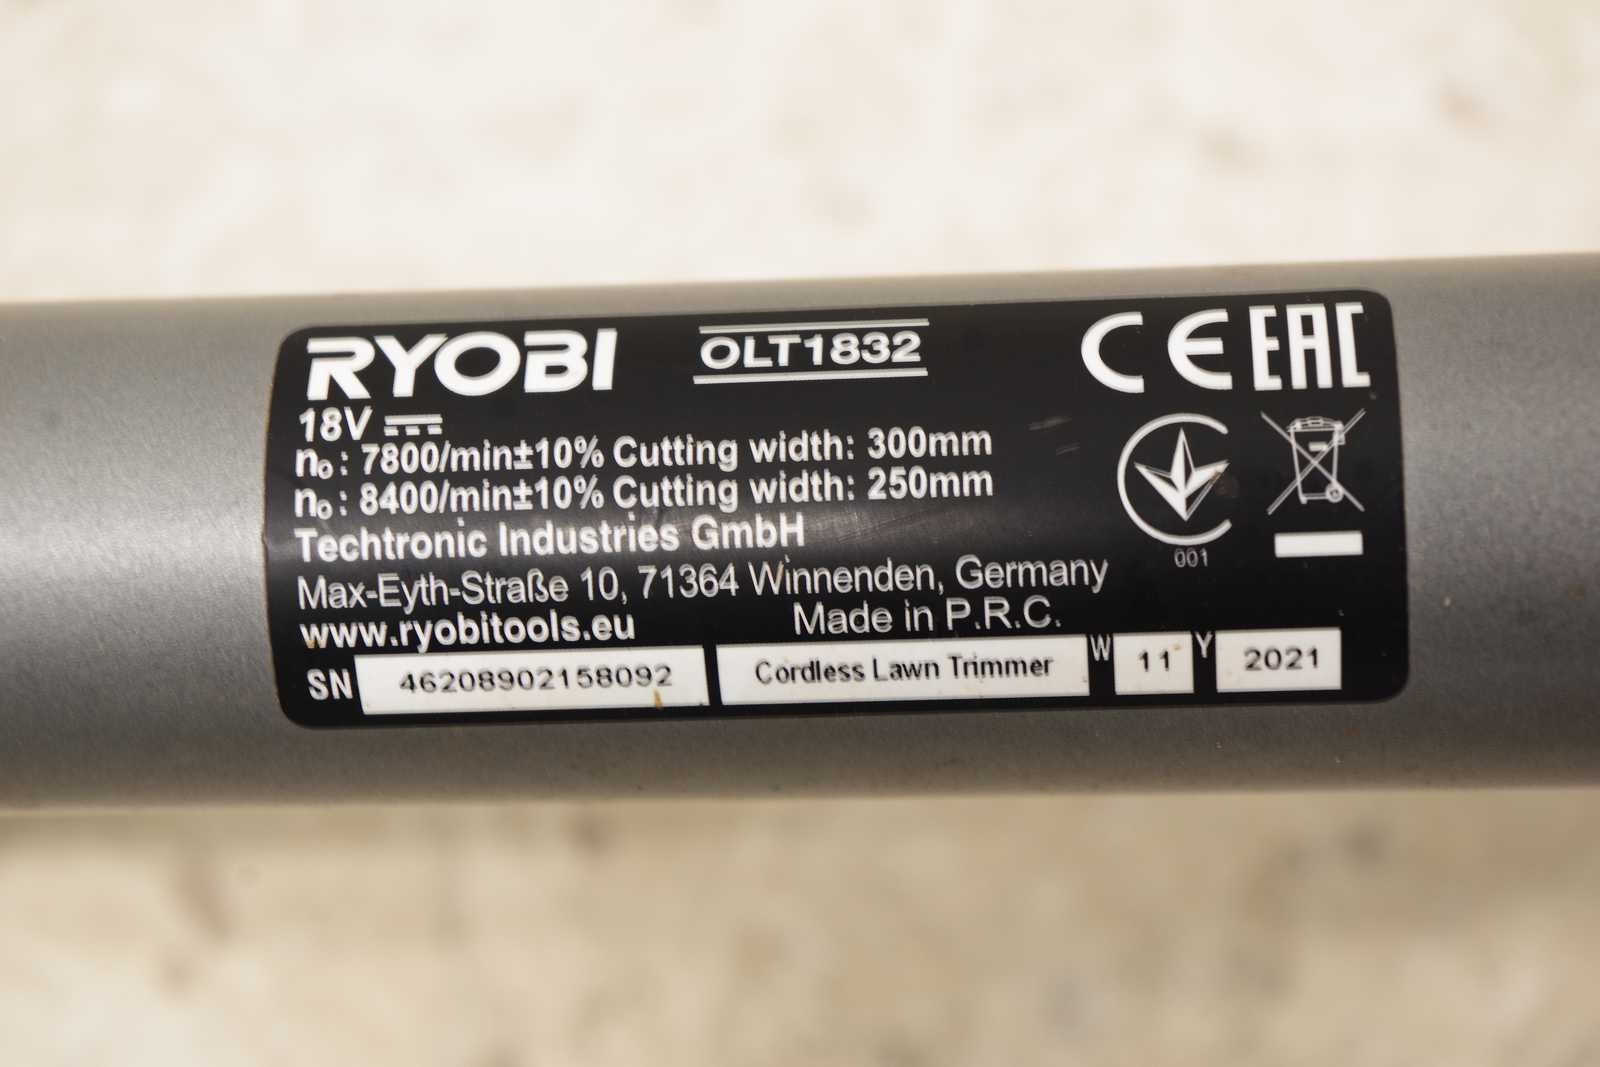 RYOBI OLT1832 CE EAC
18V
n₀: 7800/min±10% Cutting width: 300mm
n₀: 8400/min±10% Cutting width: 250mm
Techtronic Industries GmbH
001
Max-Eyth-Straße 10, 71364 Winnenden, Germany
www.ryobitools.eu Made in P.R.C.
SN 46208902158092 Cordless Lawn Trimmer W 11 Y 2021